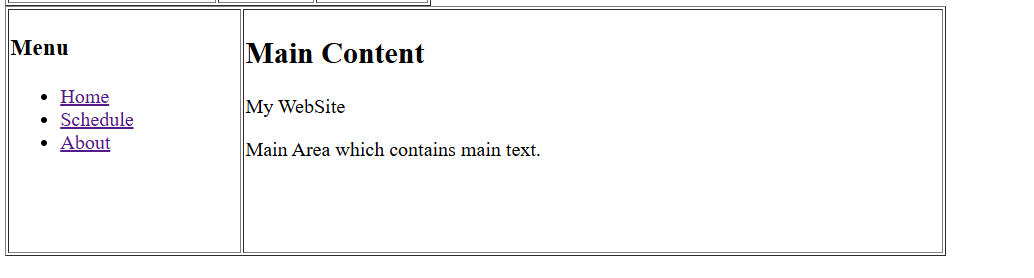 Menu
Home
Schedule
About
Main Content
My WebSite
Main Area which contains main text.